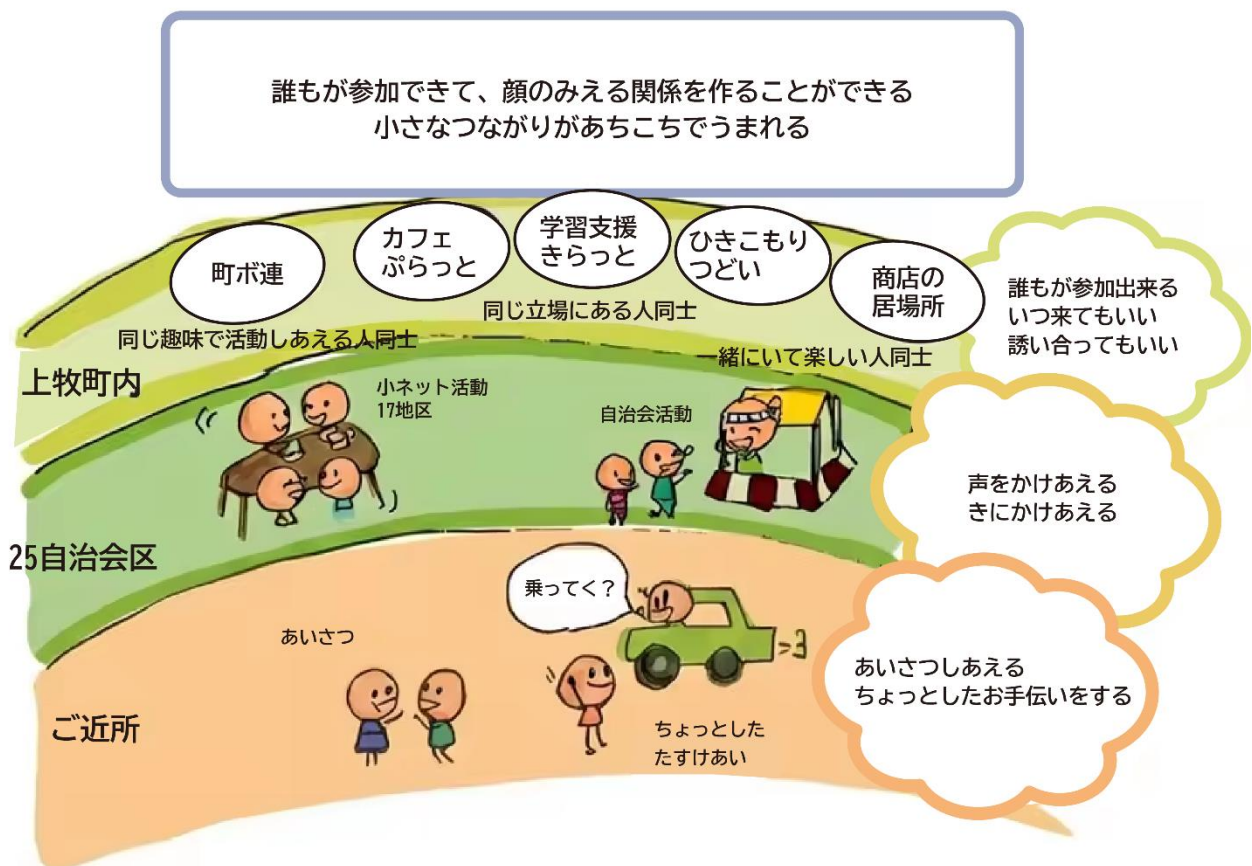 誰もが参加できて、顔のみえる関係を作ることができる
小さなつながりがあちこちでうまれる
町ボ連
カフェ
ぷらっと
学習支援
きらっと
ひきこもり
つどい
商店の
居場所
同じ趣味で活動しあえる人同士
同じ立場にある人同士
一緒にいて楽しい人同士
誰もが参加出来る
いつ来てもいい
誘い合ってもいい
上牧町内
小ネット活動
17地区
自治会活動
声をかけあえる
きにかけあえる
25自治会区
乗ってく？
あいさつ
あいさつしあえる
ちょっとしたお手伝いをする
ご近所
ちょっとした
たすけあい